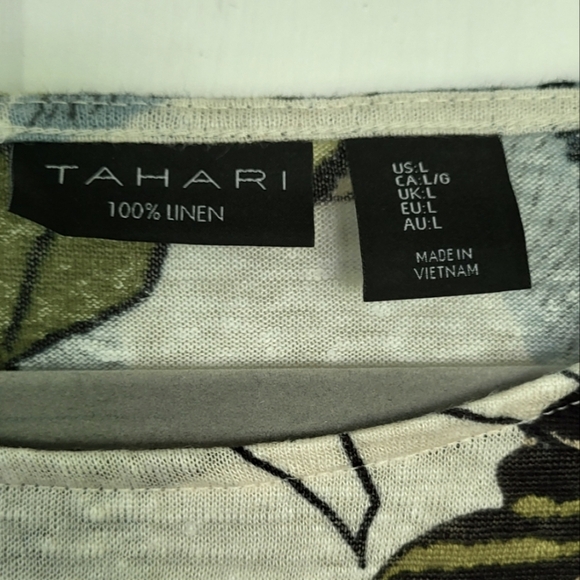 TAHARI
100% LINEN
US:L
CA:L/G
UK:L
EU:L
AU:L
MADE IN
VIETNAM